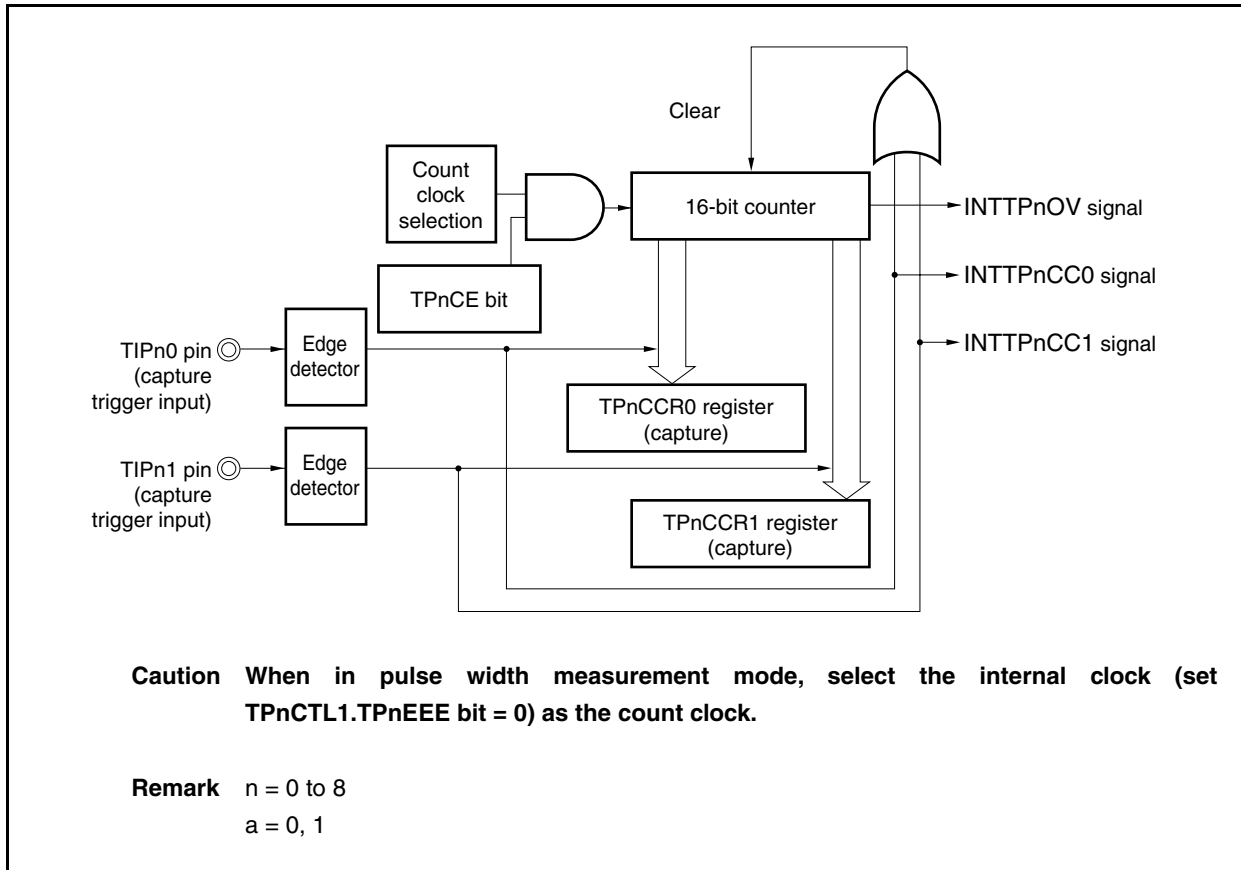 Clear
Count
clock
selection
16-bit counter
INTTPnOV signal
TPnCE bit
INTTPnCC0 signal
TIPn0 pin
(capture
trigger input)
Edge
detector
INTTPnCC1 signal
TPnCCR0 register
(capture)
TIPn1 pin
(capture
trigger input)
Edge
detector
TPnCCR1 register
(capture)
Caution When in pulse width measurement mode, select the internal clock (set
TPnCTL1.TPnEEE bit = 0) as the count clock.
Remark n = 0 to 8
a = 0, 1